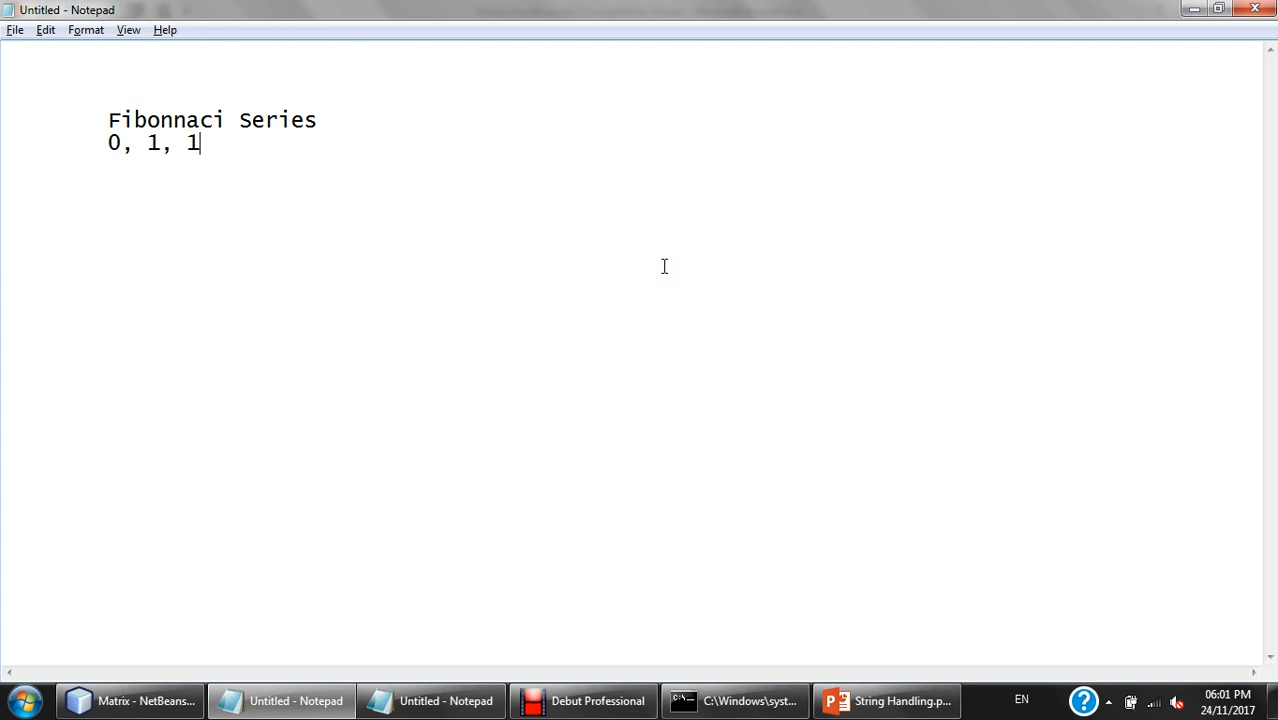 Untitled - Notepad
File Edit Format View Help
Fibonnaci Series
0, 1, 1
Matrix - NetBeans... Untitled - Notepad Untitled - Notepad Debut Professional C:\Windows\syst... String Handling.p... EN 06:01 PM
24/11/2017